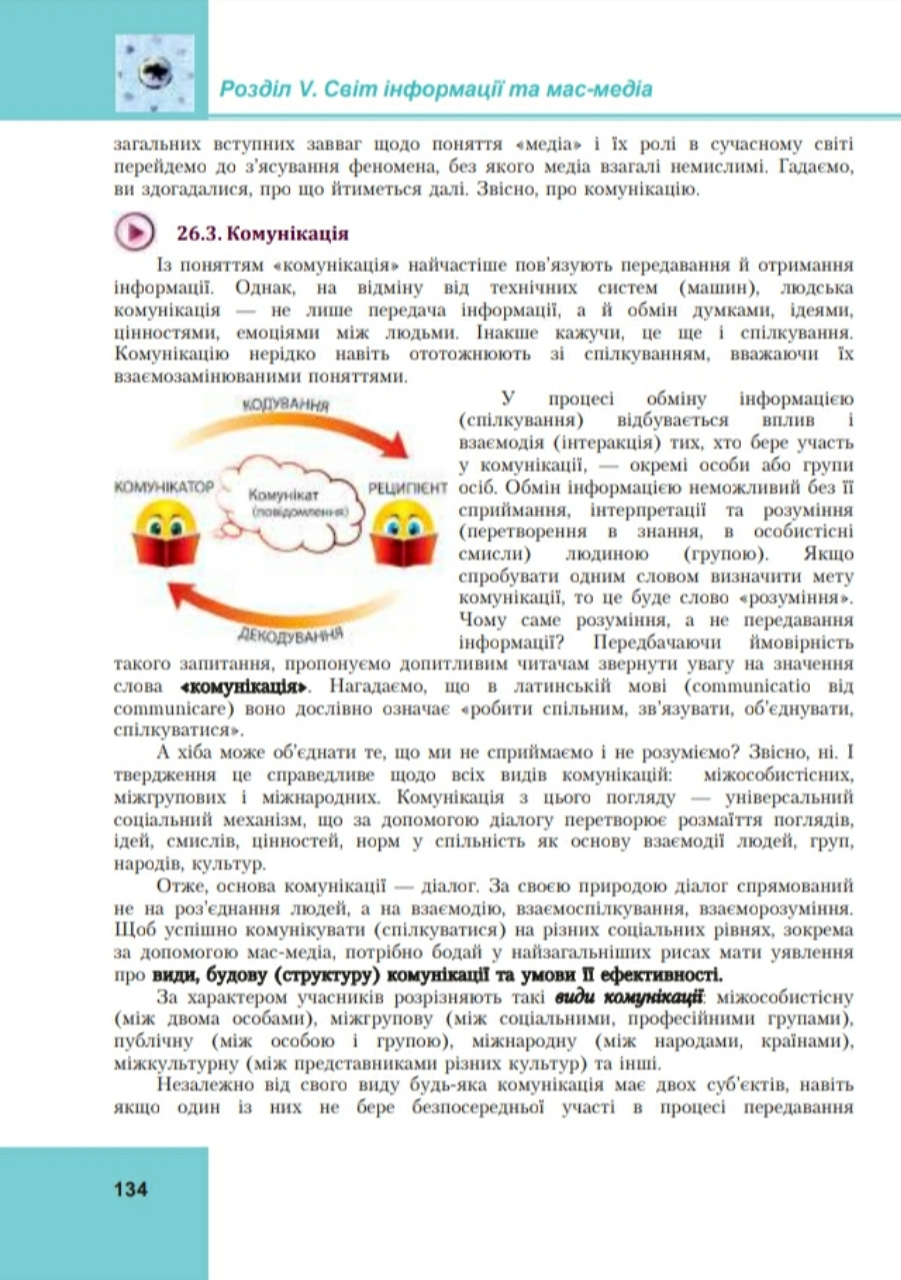 Розділ V. Світ інформації та мас-медіа
загальних вступних завваг щодо поняття «медіа» і їх ролі в сучасному світі
перейдемо до з’ясування феномена, без якого медіа взагалі немислимі. Гадаємо,
ви здогадалися, про що йтиметься далі. Звісно, про комунікацію.
26.3. Комунікація
Із поняттям «комунікація» найчастіше пов’язують передавання й отримання
інформації. Однак, на відміну від технічних систем (машин), людська
комунікація — не лише передача інформації, а й обмін думками, ідеями,
цінностями, емоціями між людьми. Інакше кажучи, це ще і спілкування.
Комунікацію нерідко навіть ототожнюють зі спілкуванням, вважаючи їх
взаємозамінюваними поняттями.
КОДУВАННЯ
КОМУНІКАТОР
Комунікат
(повідомлення)
РЕЦИПІЄНТ
ДЕКОДУВАННЯ
У процесі обміну інформацією
(спілкування) відбувається вплив і
взаємодія (інтеракція) тих, хто бере участь
у комунікації, — окремі особи або групи
осіб. Обмін інформацією неможливий без її
сприймання, інтерпретації та розуміння
(перетворення в знання, в особистісні
смисли) людиною (групою). Якщо
спробувати одним словом визначити мету
комунікації, то це буде слово «розуміння».
Чому саме розуміння, а не передавання
інформації? Передбачаючи ймовірність
такого запитання, пропонуємо допитливим читачам звернути увагу на значення
слова «комунікація». Нагадаємо, що в латинській мові (communicatio від
communicare) воно дослівно означає «робити спільним, зв’язувати, об’єднувати,
спілкуватися».
А хіба може об’єднати те, що ми не сприймаємо і не розуміємо? Звісно, ні. І
твердження це справедливе щодо всіх видів комунікацій: міжособистісних,
міжгрупових і міжнародних. Комунікація з цього погляду — універсальний
соціальний механізм, що за допомогою діалогу перетворює розмаїття поглядів,
ідей, смислів, цінностей, норм у спільність як основу взаємодії людей, груп,
народів, культур.
Отже, основа комунікації — діалог. За своєю природою діалог спрямований
не на роз’єднання людей, а на взаємодію, взаємоспілкування, взаєморозуміння.
Щоб успішно комунікувати (спілкуватися) на різних соціальних рівнях, зокрема
за допомогою мас-медіа, потрібно бодай у найзагальніших рисах мати уявлення
про види, будову (структуру) комунікації та умови її ефективності.
За характером учасників розрізняють такі види комунікації: міжособистісну
(між двома особами), міжгрупову (між соціальними, професійними групами),
публічну (між особою і групою), міжнародну (між народами, країнами),
міжкультурну (між представниками різних культур) та інші.
Незалежно від свого виду будь-яка комунікація має двох суб’єктів, навіть
якщо один із них не бере безпосередньої участі в процесі передавання
134